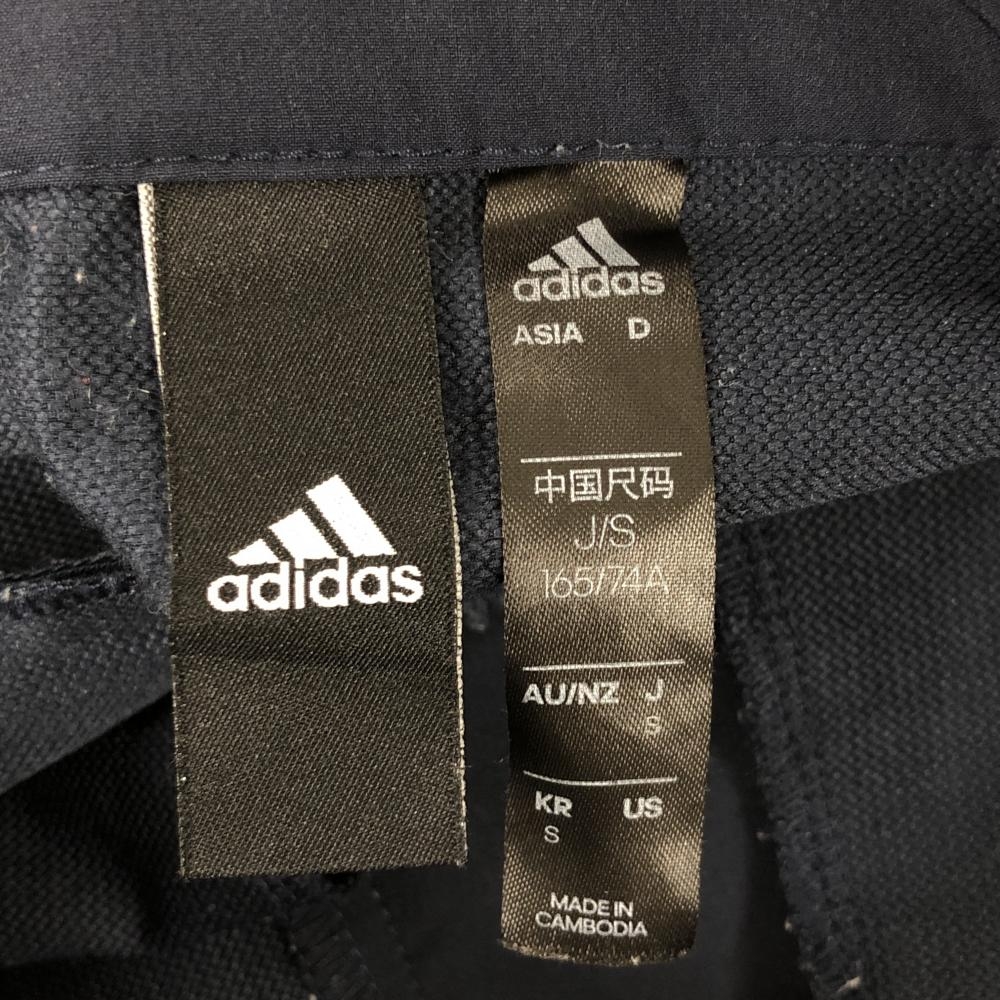 adidas
adidas
ASIA D
中国尺码
J/S
165/74A
AU/NZ J
S
KR US
S
MADE IN
CAMBODIA